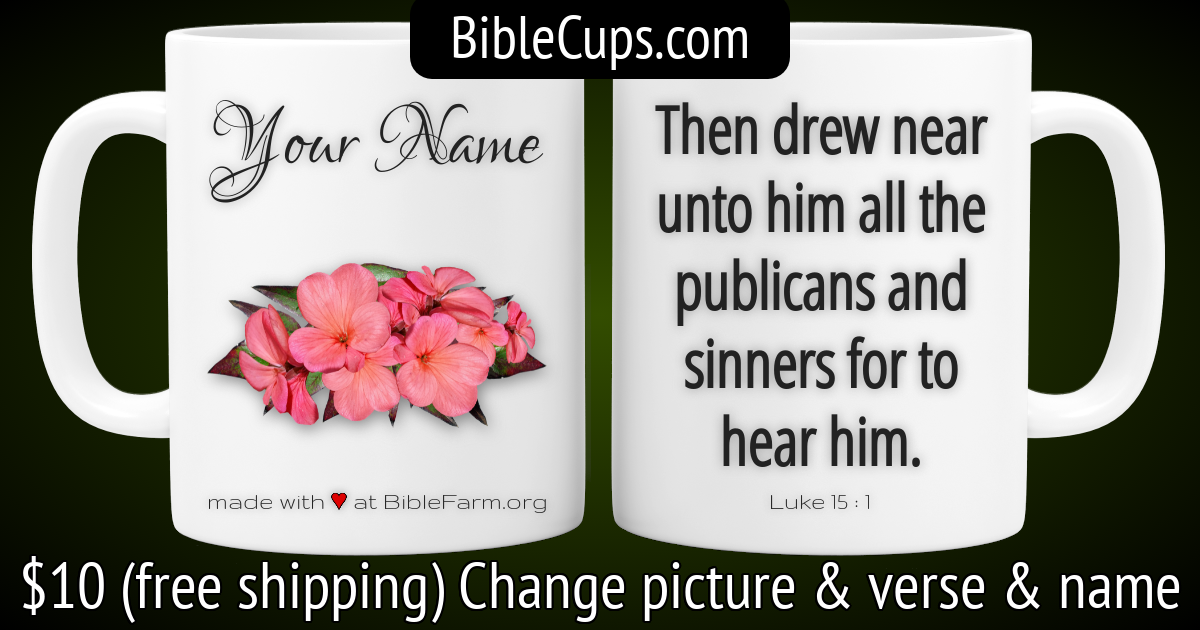 BibleCups.com
Your Name
made with ♥ at BibleFarm.org
Then drew near
unto him all the
publicans and
sinners for to
hear him.
Luke 15 : 1
$10 (free shipping) Change picture & verse & name